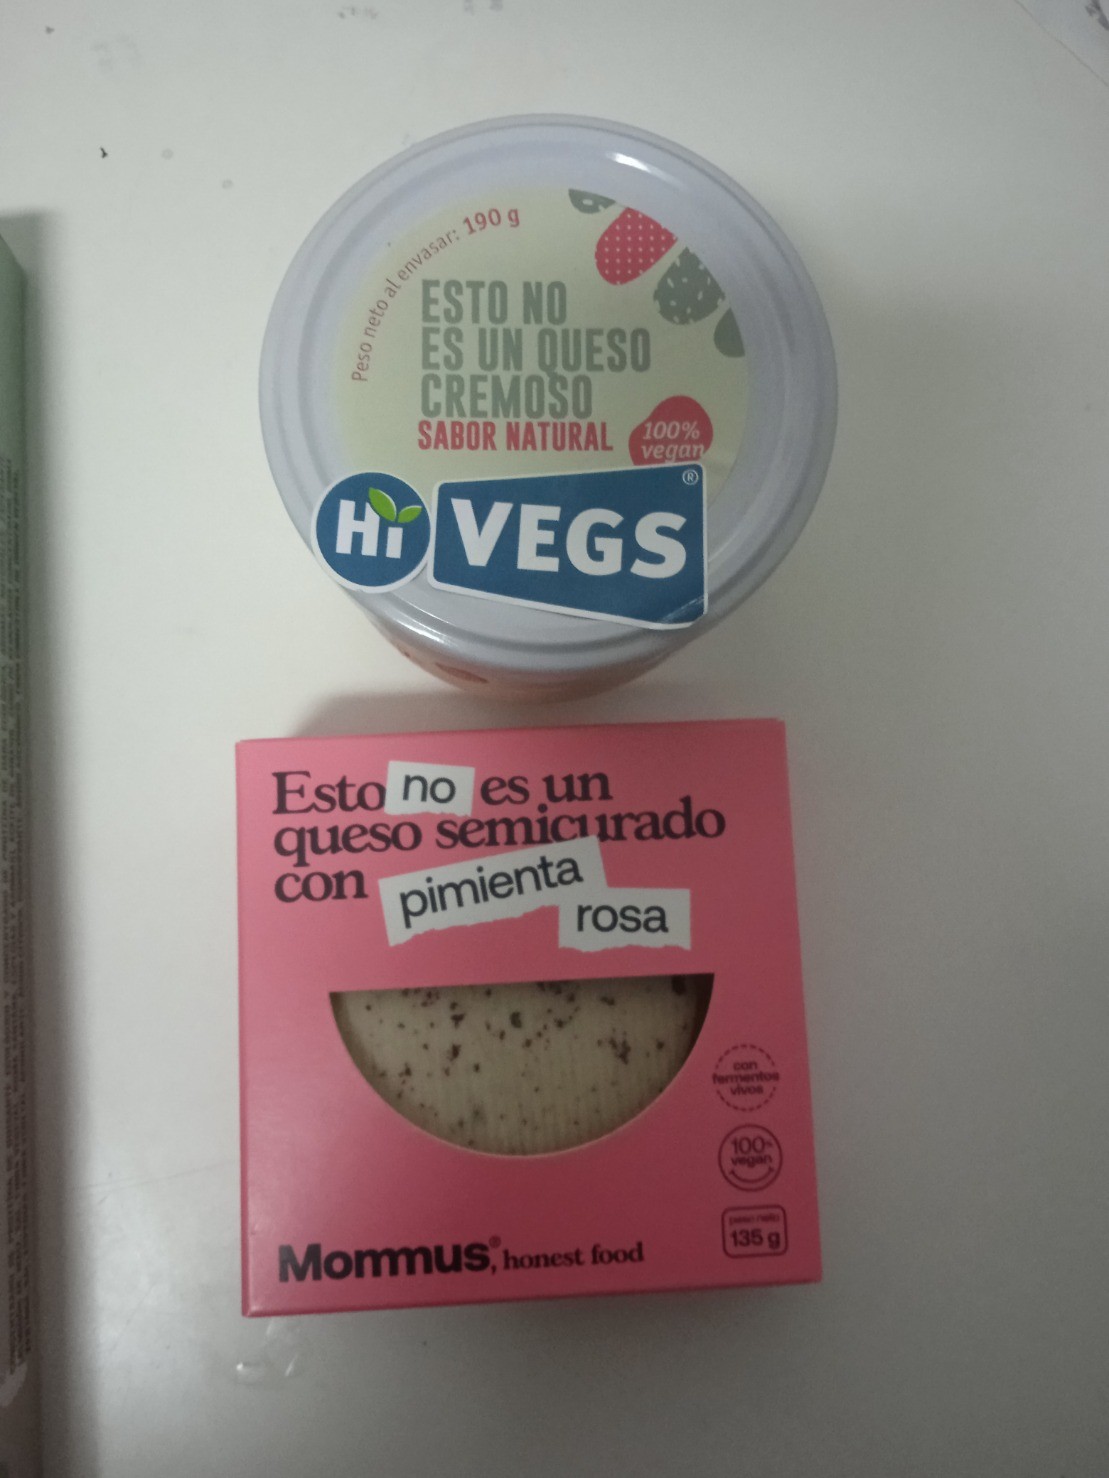 Peso neto al envasar: 190 g
ESTO NO
ES UN QUESO
CREMOSO
SABOR NATURAL
100%
vegan
Hi VEGS®
Esto no es un
queso semicurado
con pimienta
rosa
con
fermentos
vivos
100%
vegan
peso neto
135 g
Mommus®, honest food